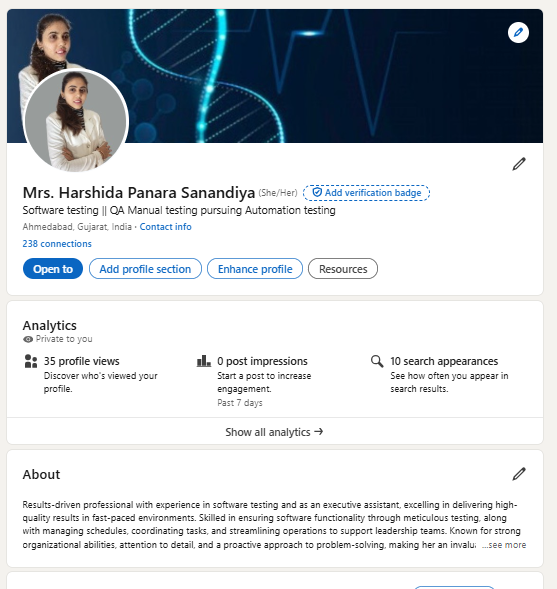 Mrs. Harshida Panara Sanandiya (She/Her) Add verification badge
Software testing || QA Manual testing pursuing Automation testing
Ahmedabad, Gujarat, India · Contact info
238 connections
Open to Add profile section Enhance profile Resources
Analytics
Private to you
35 profile views 0 post impressions 10 search appearances
Discover who's viewed your Start a post to increase See how often you appear in
profile. engagement. search results.
Past 7 days
Show all analytics →
About
Results-driven professional with experience in software testing and as an executive assistant, excelling in delivering high-
quality results in fast-paced environments. Skilled in ensuring software functionality through meticulous testing, along
with managing schedules, coordinating tasks, and streamlining operations to support leadership teams. Known for strong
organizational abilities, attention to detail, and a proactive approach to problem-solving, making her an invalu ...see more